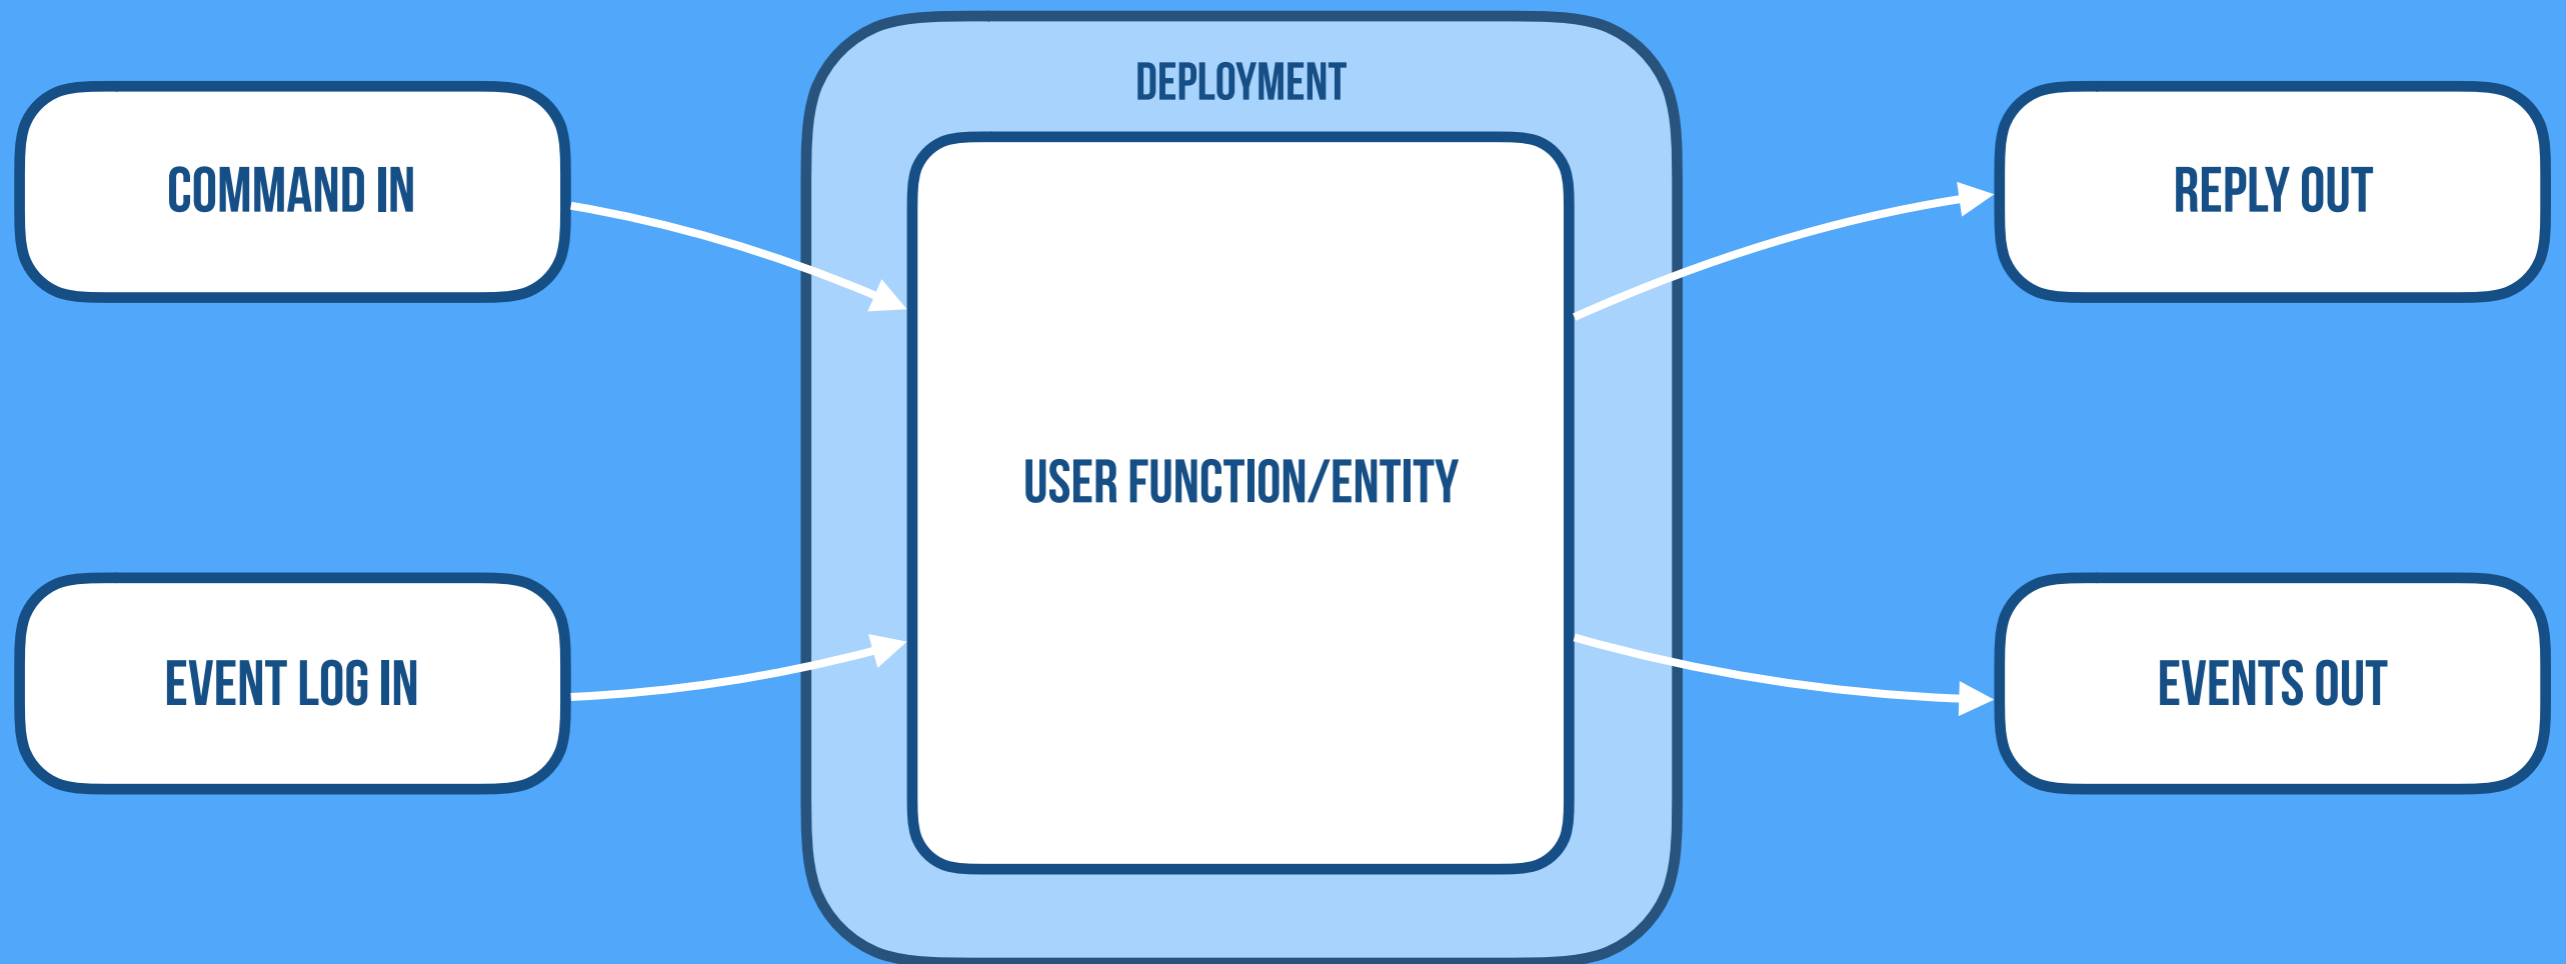 DEPLOYMENT
COMMAND IN
REPLY OUT
USER FUNCTION/ENTITY
EVENT LOG IN
EVENTS OUT